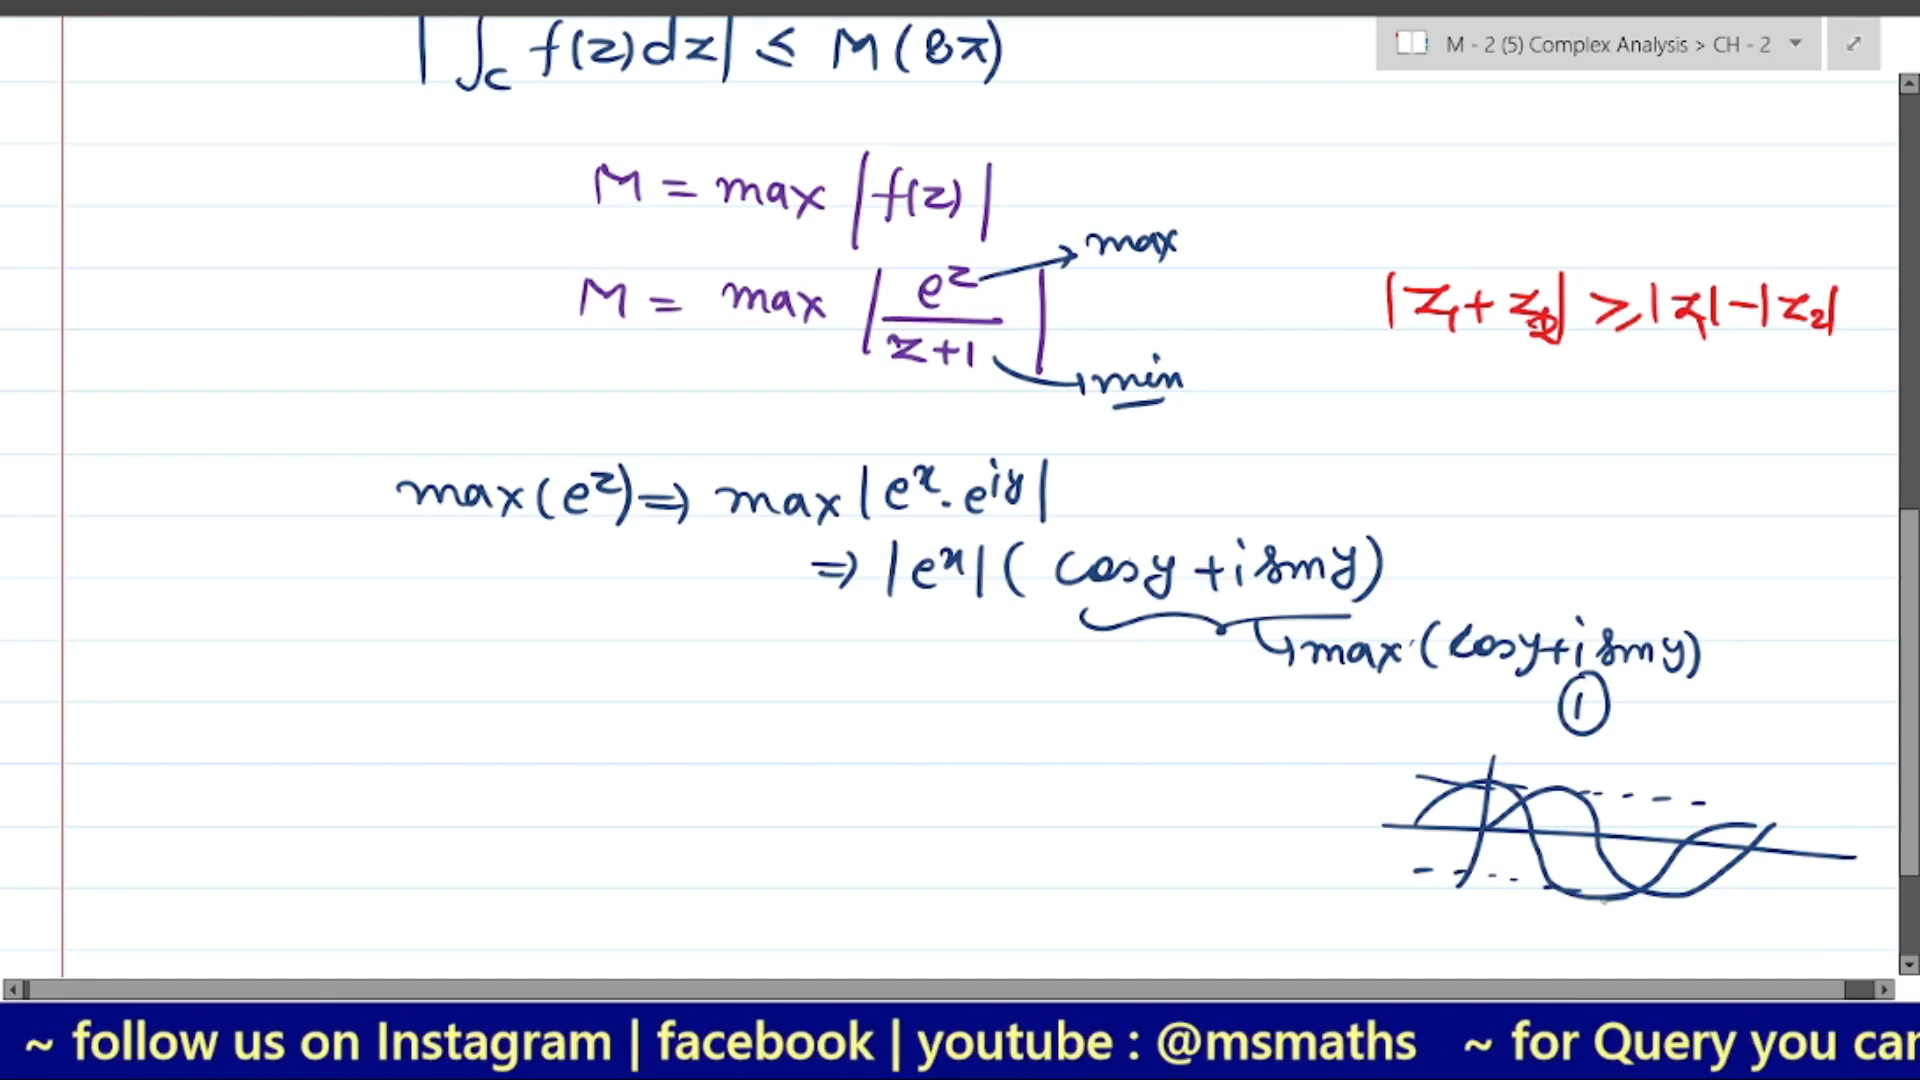 |∫_C f(z)dz| ≤ M(8π)
M - 2 (5) Complex Analysis > CH - 2
M = max |f(z)|
max
M = max |e^z / z+1|
|z₁ + z₂| ≥ |z₁| - |z₂|
min
max(e^z) ⇒ max |e^x . e^iy|
⇒ |e^x| ( cosy + i siny)
max (cosy + i siny)
1
~ follow us on Instagram | facebook | youtube : @msmaths ~ for Query you can